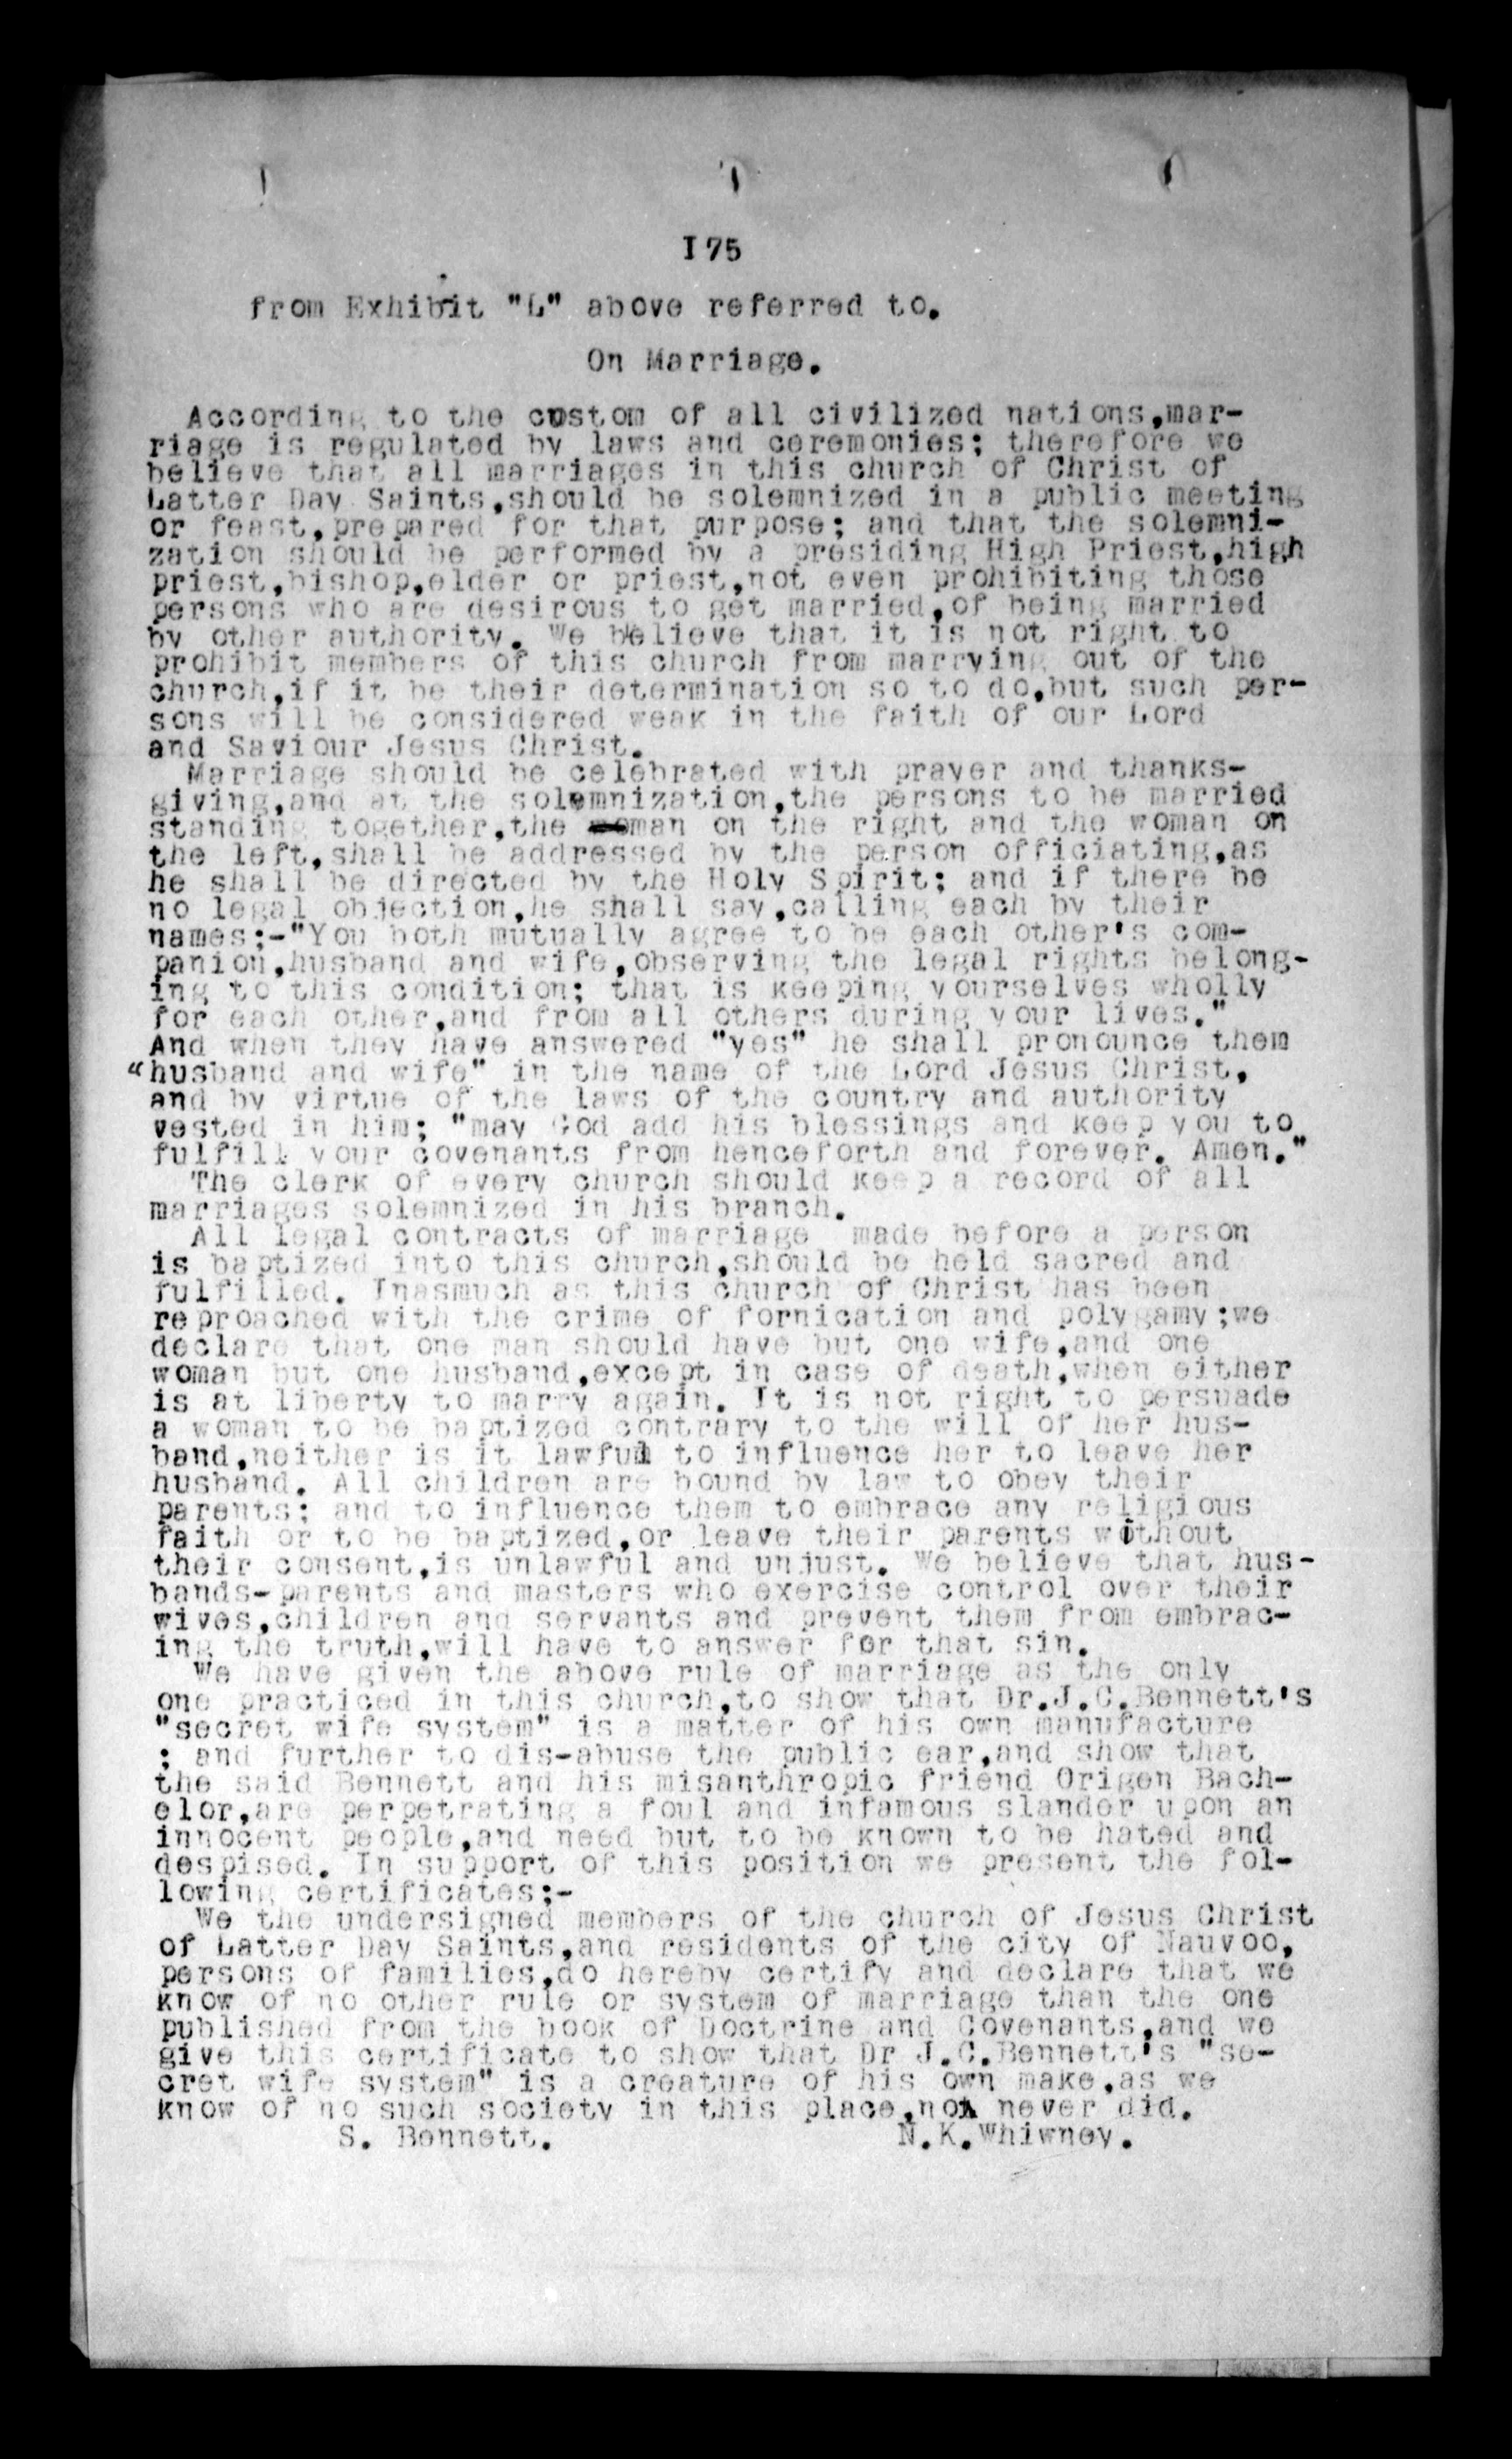 I75
from Exhibit "L" above referred to.
On Marriage.
According to the custom of all civilized nations,mar-
riage is regulated by laws and ceremonies; therefore we
believe that all marriages in this church of Christ of
Latter Day Saints,should be solemnized in a public meeting
or feast,prepared for that purpose; and that the solemni-
zation should be performed by a presiding High Priest,high
priest,bishop,elder or priest,not even prohibiting those
persons who are desirous to get married,of being married
by other authority. We believe that it is not right to
prohibit members of this church from marrying out of the
church,if it be their determination so to do,but such per-
sons will be considered weak in the faith of our Lord
and Saviour Jesus Christ.
Marriage should be celebrated with prayer and thanks-
giving,and at the solemnization,the persons to be married
standing together,the man on the right and the woman on
the left,shall be addressed by the person officiating,as
he shall be directed by the Holy Spirit; and if there be
no legal objection,he shall say,calling each by their
names;-"You both mutually agree to be each other's com-
panion,husband and wife,observing the legal rights belong-
ing to this condition; that is keeping yourselves wholly
for each other,and from all others during your lives."
And when they have answered "yes" he shall pronounce them
"husband and wife" in the name of the Lord Jesus Christ,
and by virtue of the laws of the country and authority
vested in him; "may God add his blessings and keep you to
fulfill your covenants from henceforth and forever. Amen."
The clerk of every church should keep a record of all
marriages solemnized in his branch.
All legal contracts of marriage made before a person
is baptized into this church,should be held sacred and
fulfilled. Inasmuch as this church of Christ has been
reproached with the crime of fornication and polygamy;we
declare that one man should have but one wife,and one
woman but one husband,except in case of death,when either
is at liberty to marry again. It is not right to persuade
a woman to be baptized contrary to the will of her hus-
band,neither is it lawful to influence her to leave her
husband. All children are bound by law to obey their
parents; and to influence them to embrace any religious
faith or to be baptized,or leave their parents without
their consent,is unlawful and unjust. We believe that hus-
bands-parents and masters who exercise control over their
wives,children and servants and prevent them from embrac-
ing the truth,will have to answer for that sin.
We have given the above rule of marriage as the only
one practiced in this church,to show that Dr.J.C.Bennett's
"secret wife system" is a matter of his own manufacture
; and further to dis-abuse the public ear,and show that
the said Bennett and his misanthropic friend Origen Bach-
elor,are perpetrating a foul and infamous slander upon an
innocent people,and need but to be known to be hated and
despised. In support of this position we present the fol-
lowing certificates;-
We the undersigned members of the church of Jesus Christ
of Latter Day Saints,and residents of the city of Nauvoo,
persons of families,do hereby certify and declare that we
know of no other rule or system of marriage than the one
published from the book of Doctrine and Covenants,and we
give this certificate to show that Dr J.C.Bennett's "se-
cret wife system" is a creature of his own make,as we
know of no such society in this place,nor never did.
S. Bennett. N.K.Whiwney.